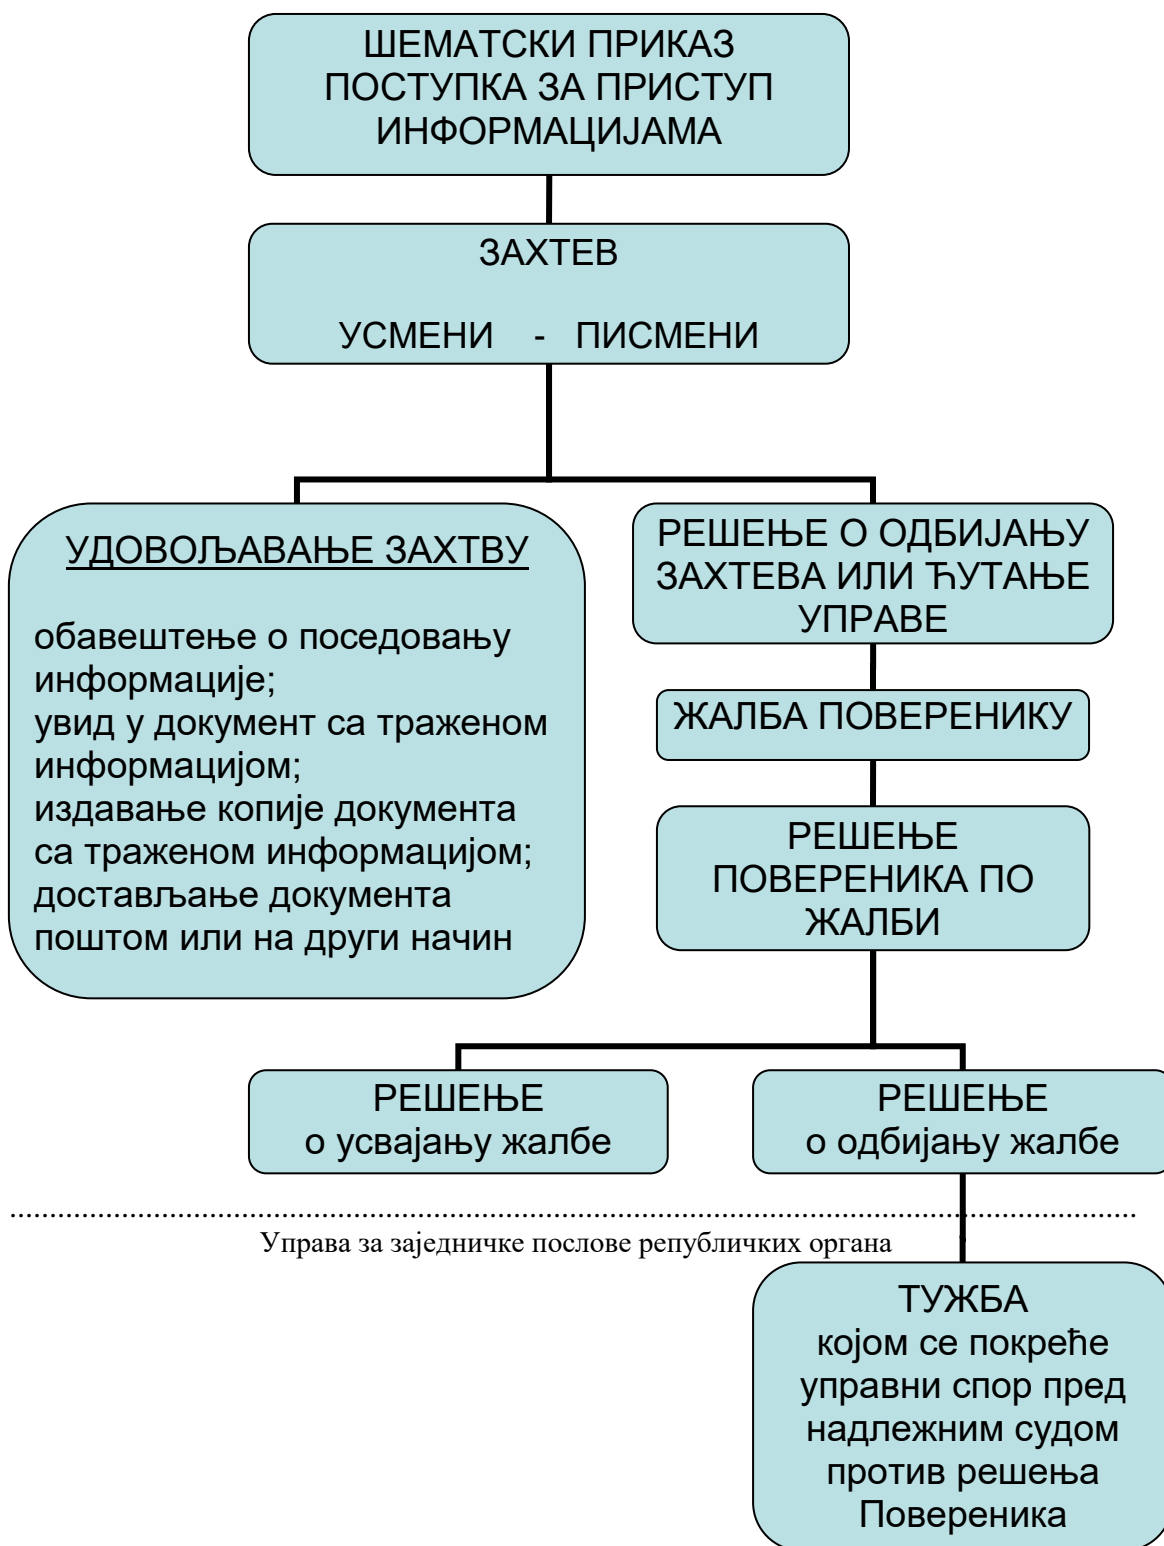 ШЕМАТСКИ ПРИКАЗ
ПОСТУПКА ЗА ПРИСТУП
ИНФОРМАЦИЈАМА
ЗАХТЕВ
УСМЕНИ - ПИСМЕНИ
УДОВОЉАВАЊЕ ЗАХТВУ
обавештење о поседовању
информације;
увид у документ са траженом
информацијом;
издавање копије документа
са траженом информацијом;
достављање документа
поштом или на други начин
РЕШЕЊЕ О ОДБИЈАЊУ
ЗАХТЕВА ИЛИ ЋУТАЊЕ
УПРАВЕ
ЖАЛБА ПОВЕРЕНИКУ
РЕШЕЊЕ
ПОВЕРЕНИКА ПО
ЖАЛБИ
РЕШЕЊЕ
о усвајању жалбе
РЕШЕЊЕ
о одбијању жалбе
Управа за заједничке послове републичких органа
ТУЖБА
којом се покреће
управни спор пред
надлежним судом
против решења
Повереника